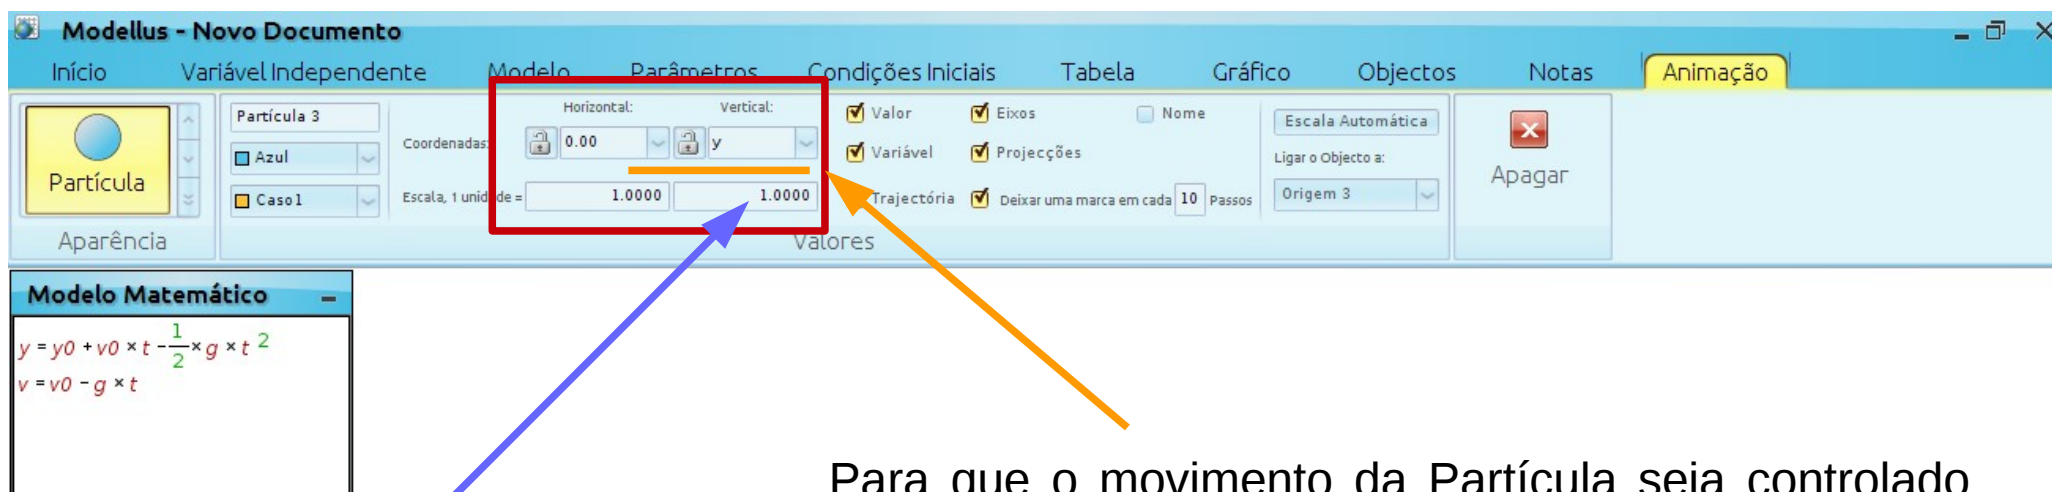 Modellus - Novo Documento
Início Variável Independente Modelo Parâmetros Condições Iniciais Tabela Gráfico Objectos Notas Animação
Partícula 3
Azul
Caso 1
Partícula
Aparência
Horizontal: Vertical:
Coordenadas: 0.00 y
Escala, 1 unidade = 1.0000 1.0000
Valor Eixos Nome
Variável Projecções
Trajectória Deixar uma marca em cada 10 Passos
Escala Automática
Ligar o Objecto a:
Origem 3
Valores
Apagar
Modelo Matemático
y = y0 + v0 × t - 1/2 × g × t 2
v = v0 - g × t
Para que o movimento da Partícula seja controlado